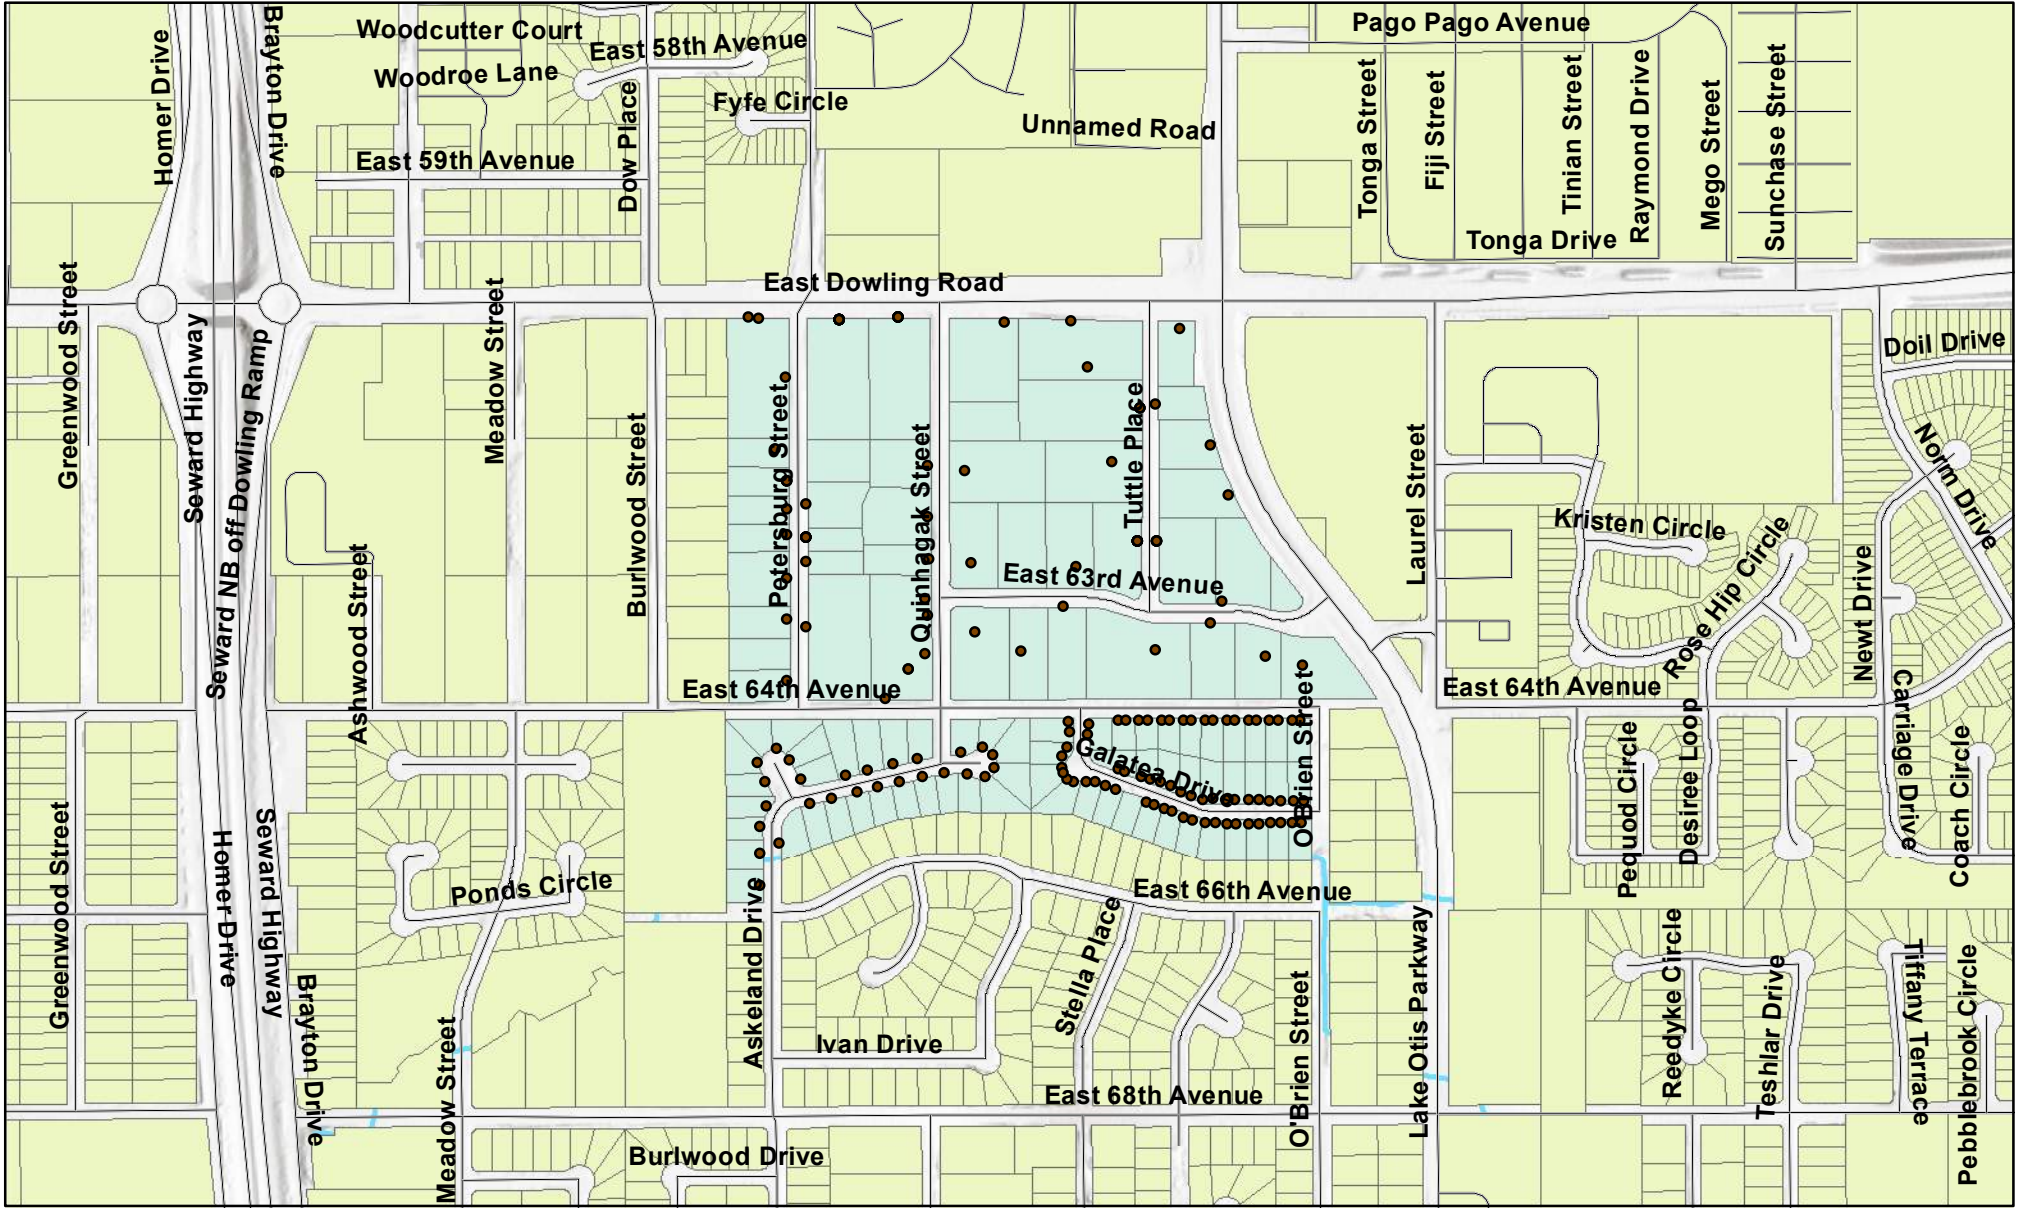 Pago Pago Avenue
Woodcutter Court
East 58th Avenue
Woodroe Lane
Homer Drive
Brayton Drive
Fyfe Circle
Dow Place
Unnamed Road
East 59th Avenue
Tonga Street
Fiji Street
Tinian Street
Raymond Drive
Mego Street
Sunchase Street
Tonga Drive
East Dowling Road
Greenwood Street
Meadow Street
Seward Highway
Seward NB off Dowling Ramp
Doil Drive
Norm Drive
Burlwood Street
Petersburg Street
Quinhagak Street
Tuttle Place
Laurel Street
Kristen Circle
Rose Hip Circle
Newt Drive
Ashwood Street
East 63rd Avenue
East 64th Avenue
East 64th Avenue
O'Brien Street
Galatea Drive
Pequod Circle
Desiree Loop
Carriage Drive
Coach Circle
Greenwood Street
Homer Drive
Seward Highway
Ponds Circle
East 66th Avenue
Askeland Drive
Stella Place
Lake Otis Parkway
Reedyke Circle
Teshlar Drive
Tiffany Terrace
Pebblebrook Circle
Brayton Drive
Meadow Street
Ivan Drive
O'Brien Street
East 68th Avenue
Burlwood Drive